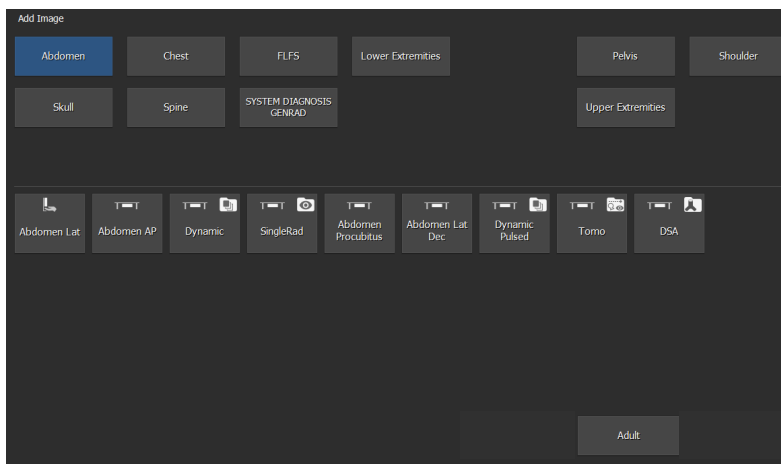 Add Image
Abdomen
Chest
FLFS
Lower Extremities
Pelvis
Shoulder
Skull
Spine
SYSTEM DIAGNOSIS
GENRAD
Upper Extremities
Abdomen Lat
Abdomen AP
Dynamic
SingleRad
Abdomen
Procubitus
Abdomen Lat
Dec
Dynamic
Pulsed
Tomo
DSA
Adult